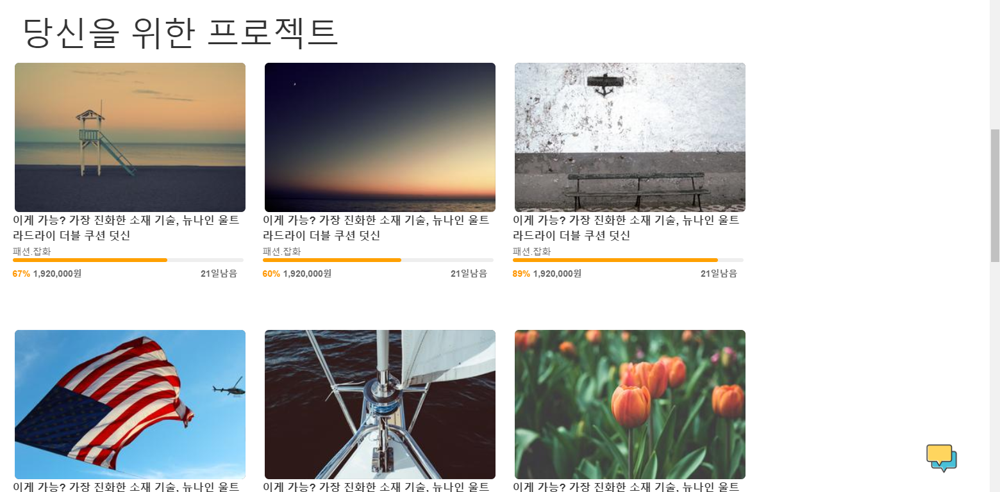 당신을 위한 프로젝트
이게 가능? 가장 진화한 소재 기술, 뉴나인 울트
라드라이 더블 쿠션 덧신
패션.잡화
67% 1,920,000원 21일남음
이게 가능? 가장 진화한 소재 기술, 뉴나인 울트
라드라이 더블 쿠션 덧신
패션.잡화
60% 1,920,000원 21일남음
이게 가능? 가장 진화한 소재 기술, 뉴나인 울트
라드라이 더블 쿠션 덧신
패션.잡화
89% 1,920,000원 21일남음
이게 가능? 가장 진화한 소재 기술, 뉴나인 울트
이게 가능? 가장 진화한 소재 기술, 뉴나인 울트
이게 가능? 가장 진화한 소재 기술, 뉴나인 울트